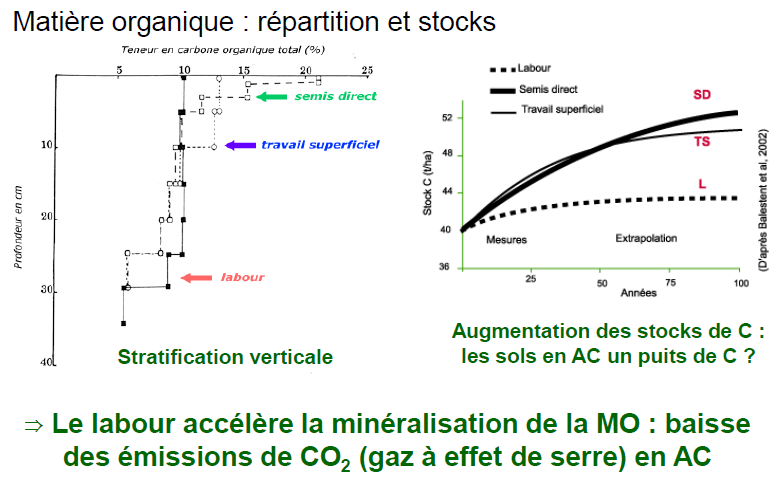 Matière organique : répartition et stocks
Teneur en carbone organique total (%)
5 10 15 20 25
semis direct
10
travail superficiel
20
labour
30
40
Profondeur en cm
Stratification verticale
Labour
Semis direct
Travail superficiel
SD
TS
L
52
48
44
40
36
Stock C (t/ha)
Mesures
Extrapolation
25 50 75 100
Années
(D'après Balestent et al, 2002)
Augmentation des stocks de C :
les sols en AC un puits de C ?
⇒ Le labour accélère la minéralisation de la MO : baisse
des émissions de CO₂ (gaz à effet de serre) en AC